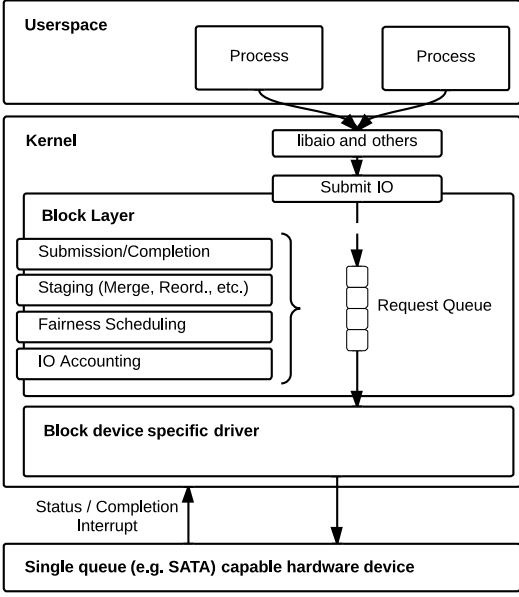 Userspace
Process
Process
Kernel
libaio and others
Submit IO
Block Layer
Submission/Completion
Staging (Merge, Reord., etc.)
Fairness Scheduling
IO Accounting
Request Queue
Block device specific driver
Status / Completion
Interrupt
Single queue (e.g. SATA) capable hardware device